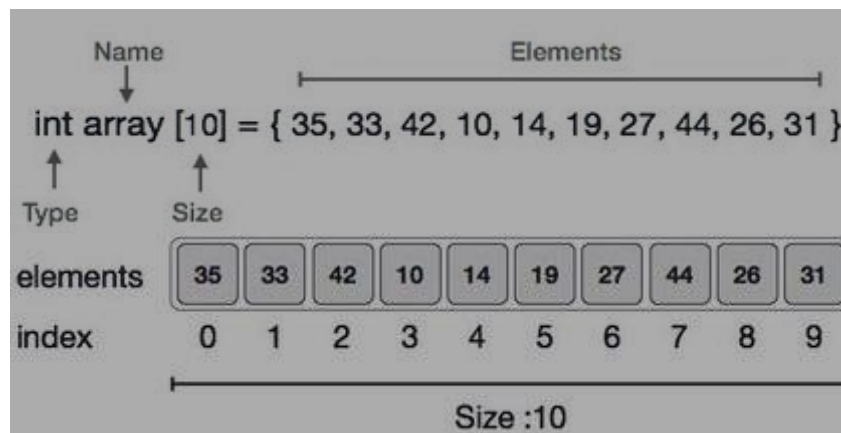 Name Elements
int array [10] = { 35, 33, 42, 10, 14, 19, 27, 44, 26, 31 }
Type Size
elements 35 33 42 10 14 19 27 44 26 31
index 0 1 2 3 4 5 6 7 8 9
Size :10